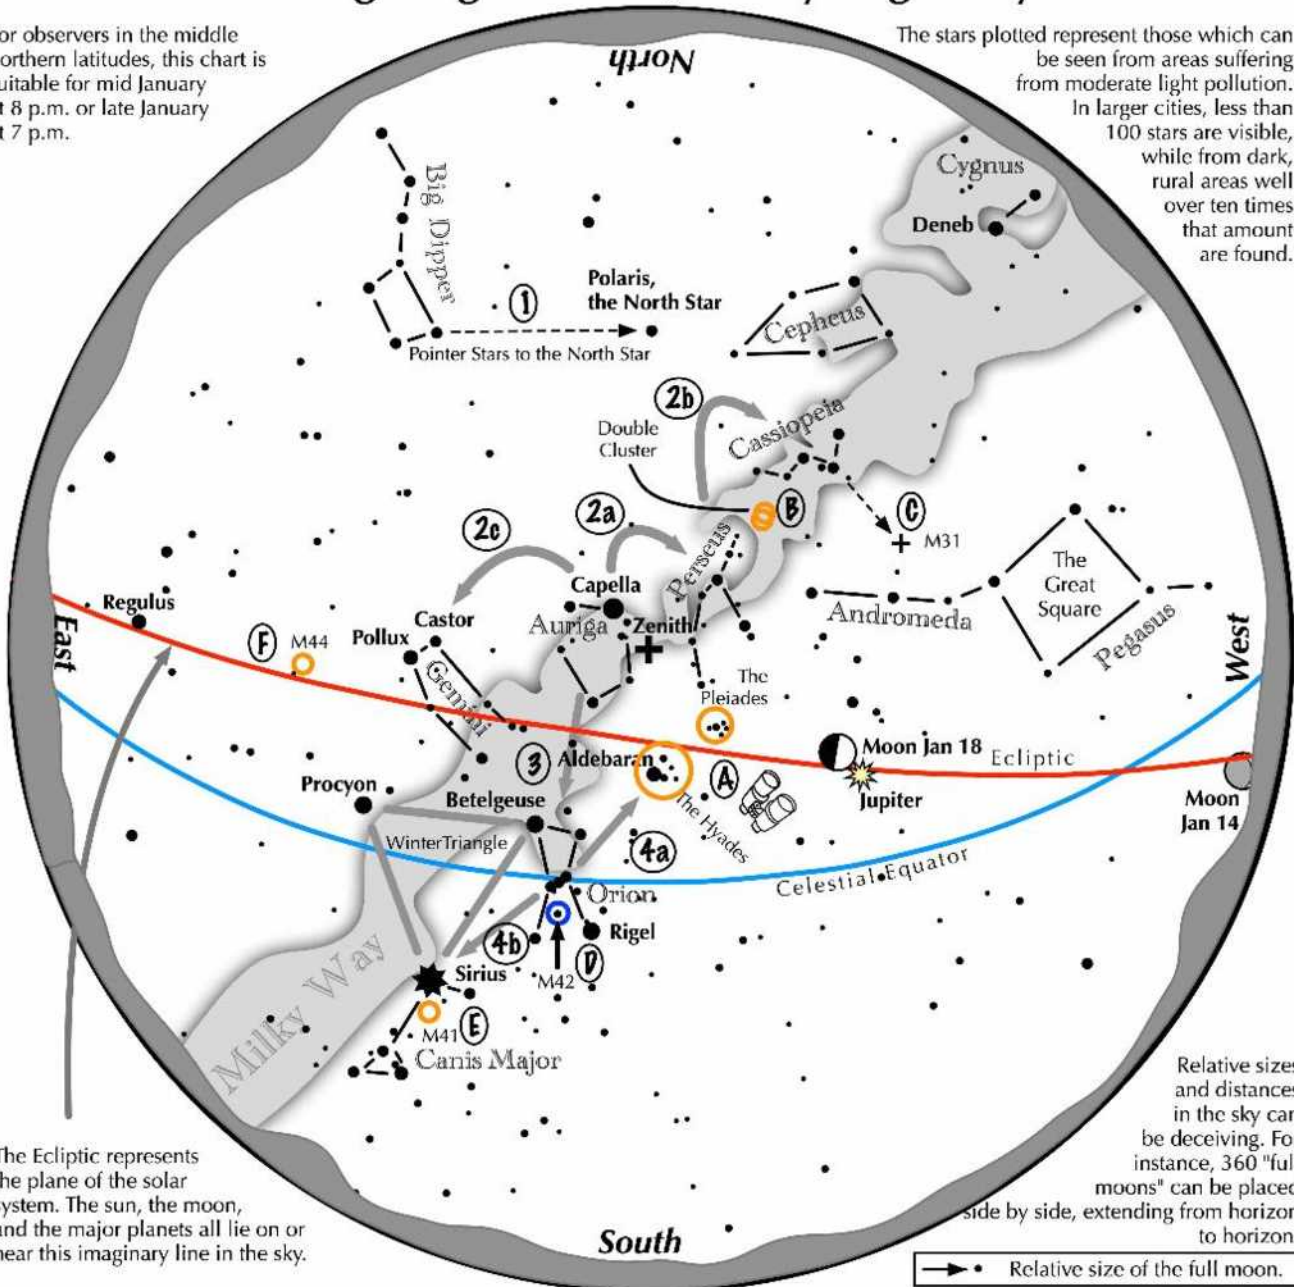 or observers in the middle
orthern latitudes, this chart is
uitable for mid January
t 8 p.m. or late January
t 7 p.m.
The stars plotted represent those which can
be seen from areas suffering
from moderate light pollution.
In larger cities, less than
100 stars are visible,
while from dark,
rural areas well
over ten times
that amount
are found.
North
Big Dipper
Cygnus
Deneb
Polaris,
the North Star
1
Pointer Stars to the North Star
Cepheus
2b
Double
Cluster
Cassiopeia
B
C
M31
2c
2a
Perseus
The
Great
Square
Pegasus
Andromeda
Capella
Auriga
Zenith
Regulus
East
F
M44
Castor
Pollux
Gemini
West
The
Pleiades
3
Aldebaran
A
The Hyades
Moon Jan 18
Ecliptic
Jupiter
Moon
Jan 14
Procyon
Betelgeuse
Winter Triangle
4a
Celestial Equator
Orion
Rigel
4b
D
M42
Milky Way
Sirius
M41
E
Canis Major
The Ecliptic represents
he plane of the solar
ystem. The sun, the moon,
nd the major planets all lie on or
ear this imaginary line in the sky.
Relative sizes
and distances
in the sky can
be deceiving. Fo
instance, 360 "ful
moons" can be placed
side by side, extending from horizon
to horizon
South
Relative size of the full moon.